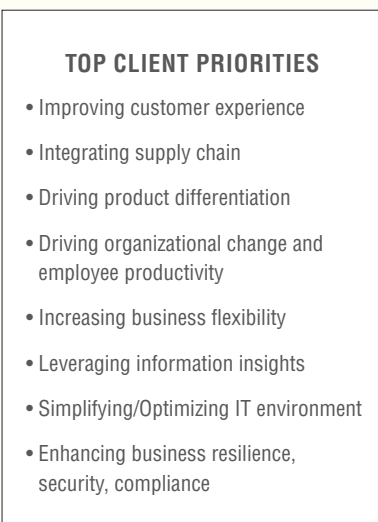 TOP CLIENT PRIORITIES
• Improving customer experience
• Integrating supply chain
• Driving product differentiation
• Driving organizational change and
employee productivity
• Increasing business flexibility
• Leveraging information insights
• Simplifying/Optimizing IT environment
• Enhancing business resilience,
security, compliance